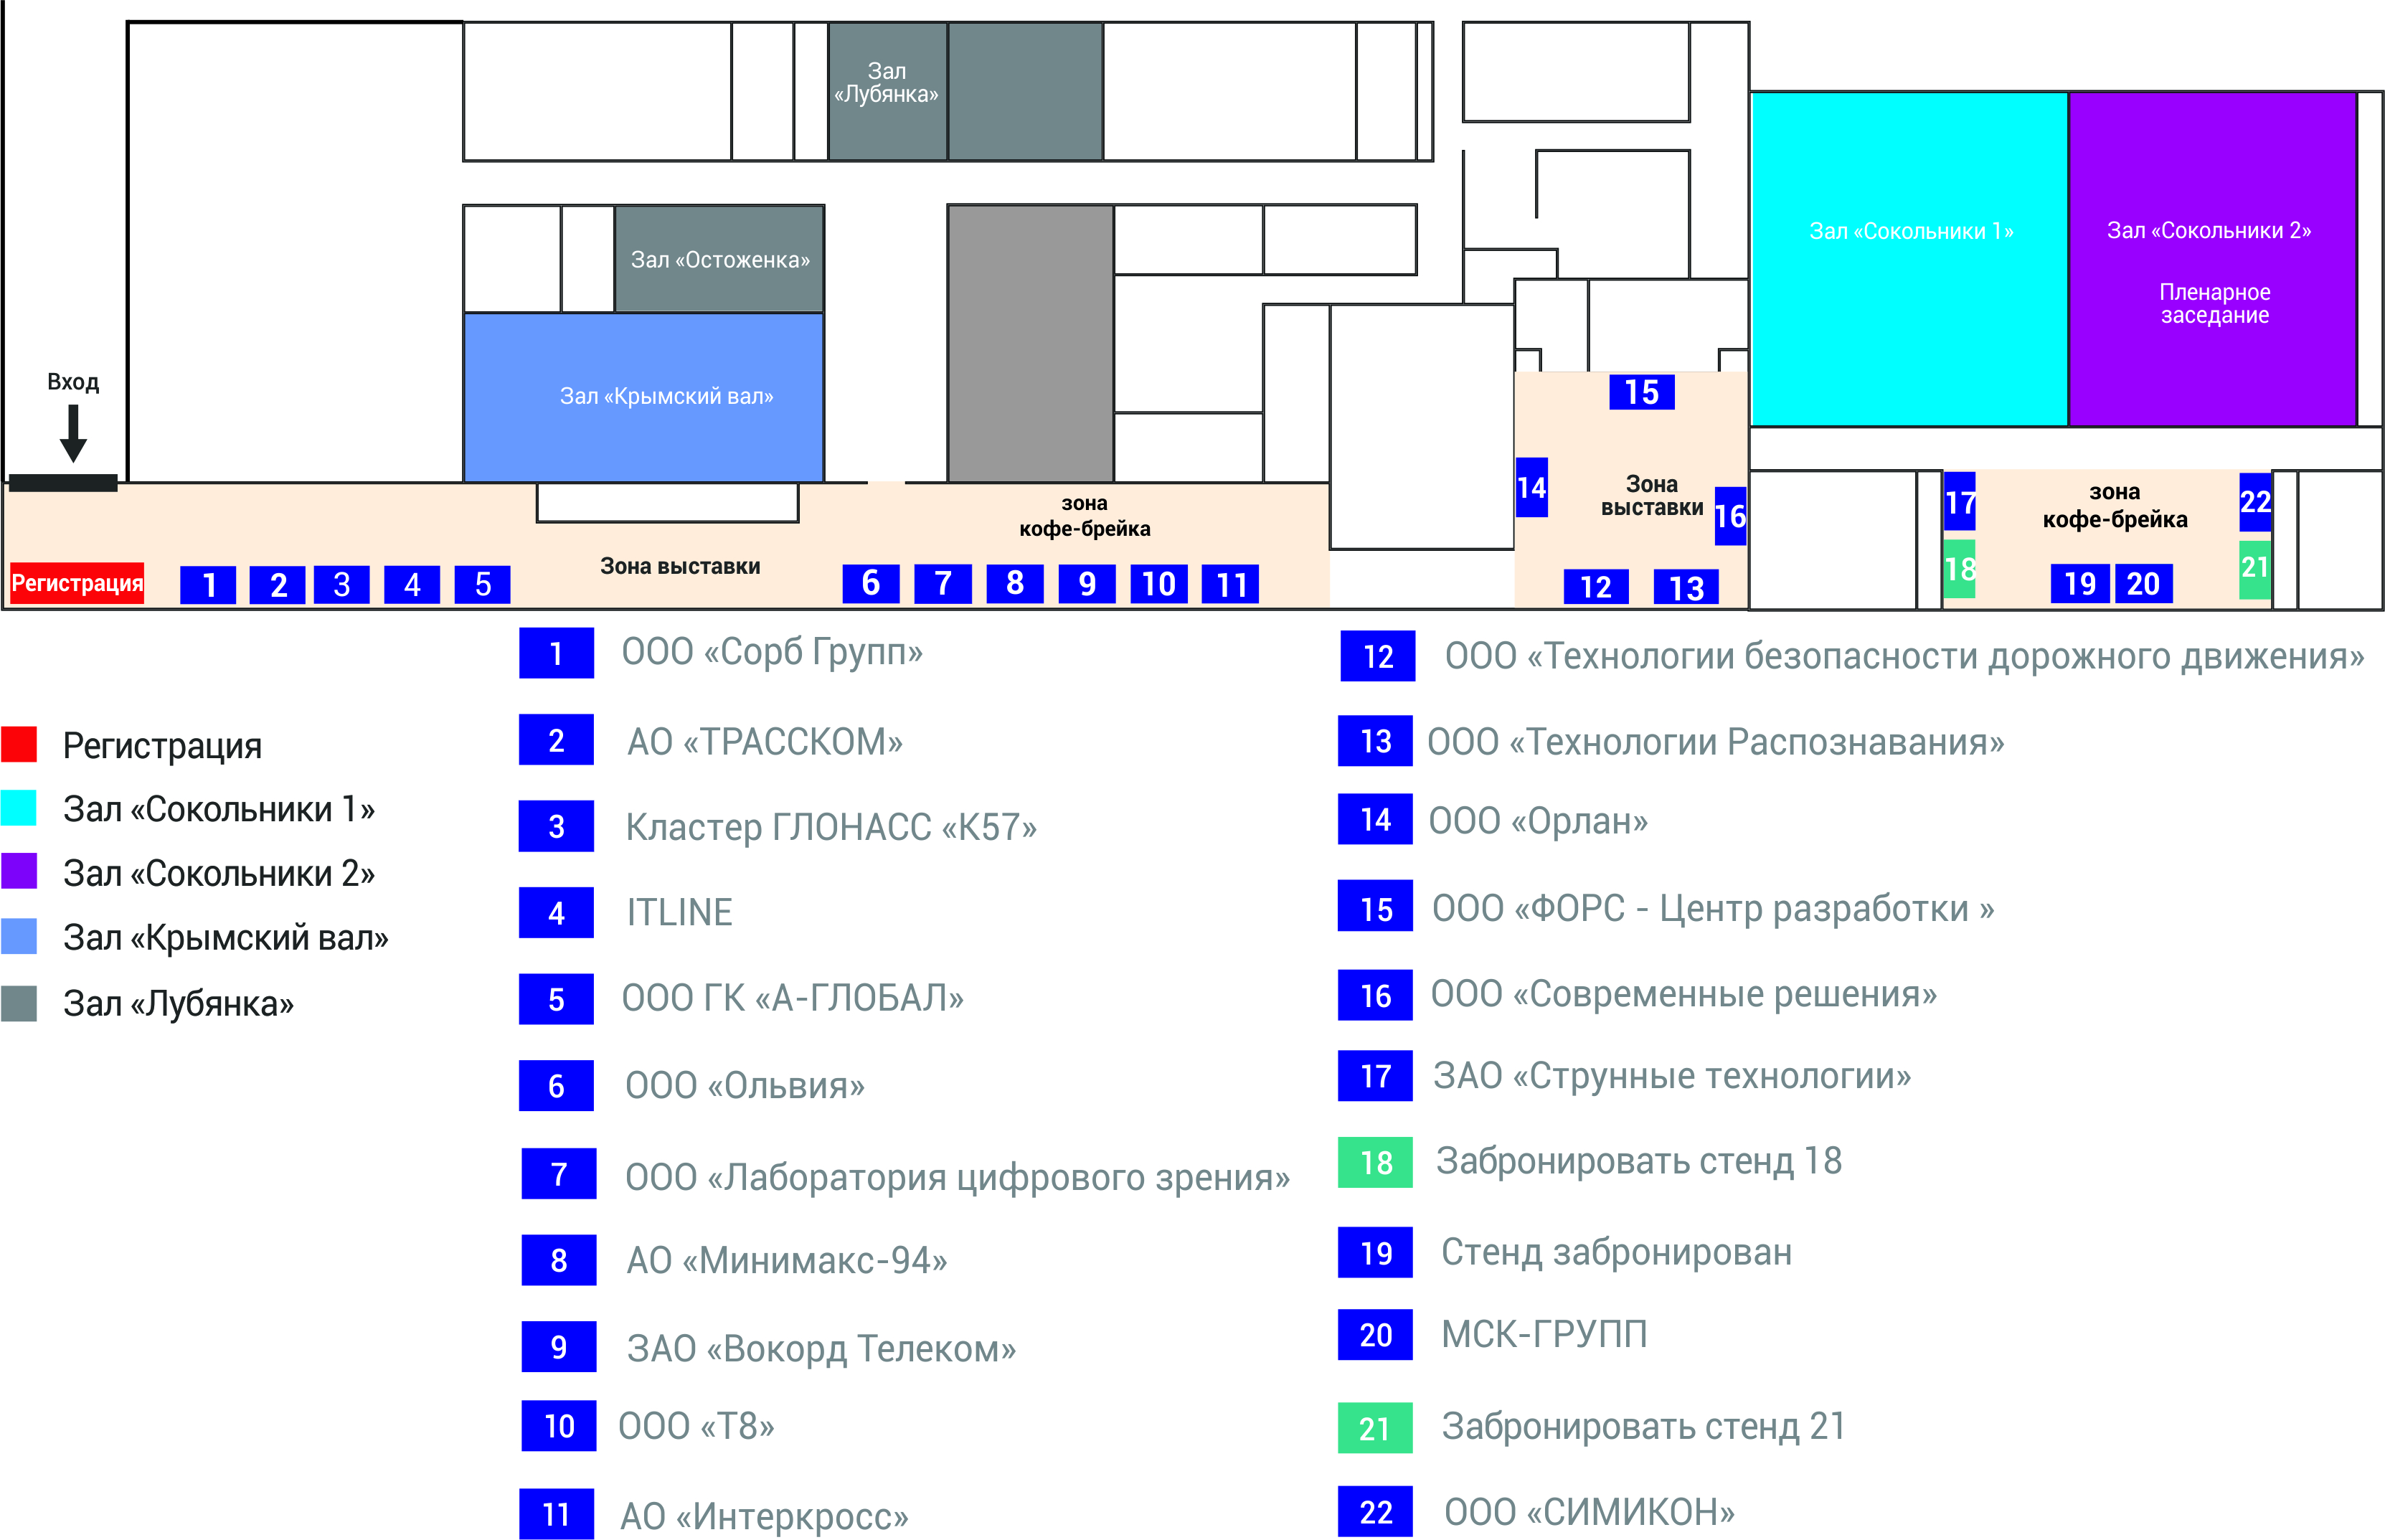 Зал
«Лубянка»
Зал «Остоженка»
Зал «Сокольники 1»
Зал «Сокольники 2»
Пленарное
заседание
Вход
Зал «Крымский вал»
15
14
Зона
выставки
16
17
зона
кофе-брейка
22
зона
кофе-брейка
Зона выставки
Регистрация
1 2 3 4 5
6 7 8 9 10 11
12 13
18
19 20
21
Регистрация
Зал «Сокольники 1»
Зал «Сокольники 2»
Зал «Крымский вал»
Зал «Лубянка»
1 ООО «Сорб Групп»
2 АО «ТРАССКОМ»
3 Кластер ГЛОНАСС «К57»
4 ITLINE
5 ООО ГК «А-ГЛОБАЛ»
6 ООО «Ольвия»
7 ООО «Лаборатория цифрового зрения»
8 АО «Минимакс-94»
9 ЗАО «Вокорд Телеком»
10 ООО «Т8»
11 АО «Интеркросс»
12 ООО «Технологии безопасности дорожного движения»
13 ООО «Технологии Распознавания»
14 ООО «Орлан»
15 ООО «ФОРС - Центр разработки »
16 ООО «Современные решения»
17 ЗАО «Струнные технологии»
18 Забронировать стенд 18
19 Стенд забронирован
20 МСК-ГРУПП
21 Забронировать стенд 21
22 ООО «СИМИКОН»